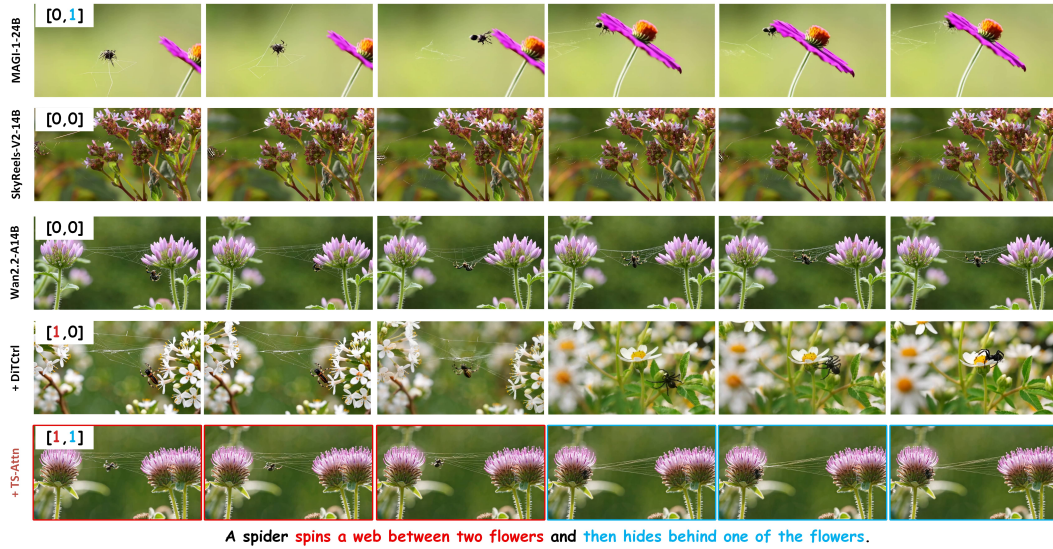 MAGI-1-24B
[0,1]
SkyReels-V2-14B
[0,0]
Wan2.2-A14B
[0,0]
+ DiTCtrl
[1,0]
+ TS-Attn
[1,1]
A spider spins a web between two flowers and then hides behind one of the flowers.